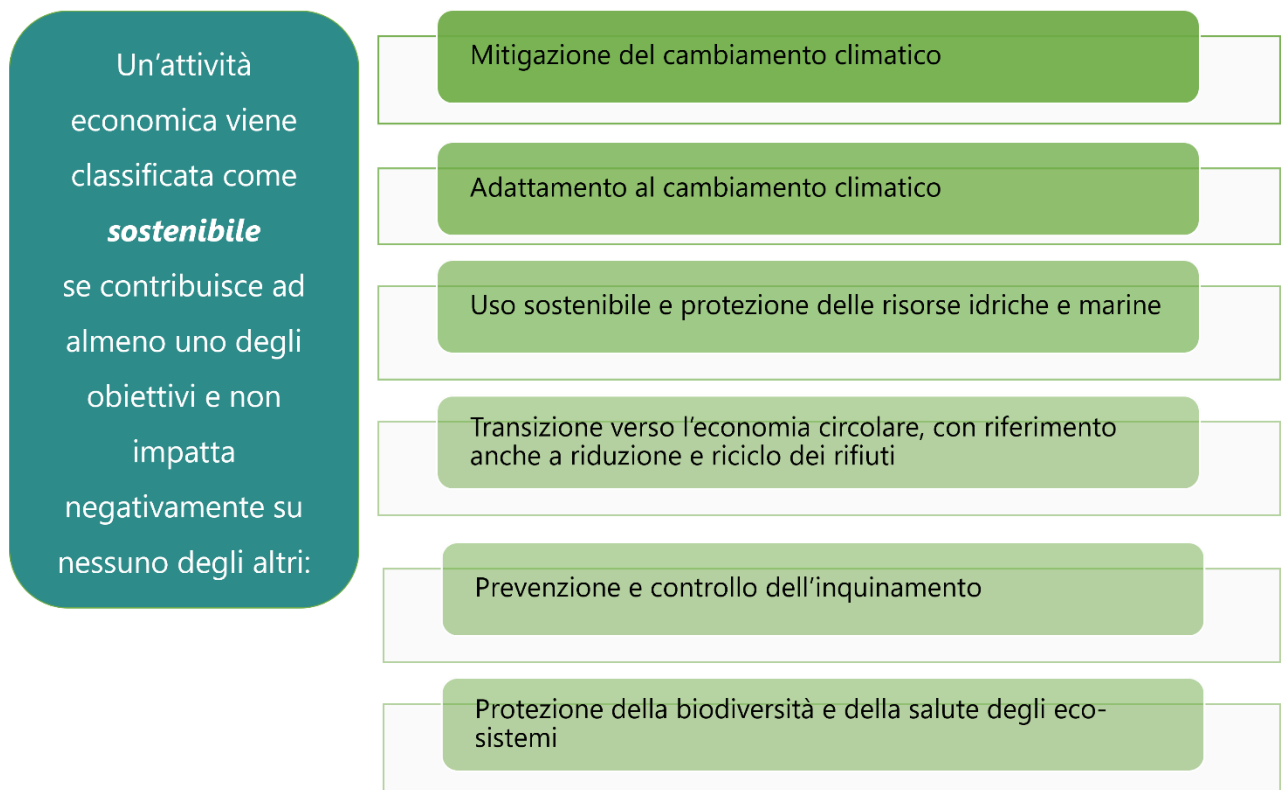 Un’attività
economica viene
classificata come
sostenibile
se contribuisce ad
almeno uno degli
obiettivi e non
impatta
negativamente su
nessuno degli altri:
Mitigazione del cambiamento climatico
Adattamento al cambiamento climatico
Uso sostenibile e protezione delle risorse idriche e marine
Transizione verso l’economia circolare, con riferimento
anche a riduzione e riciclo dei rifiuti
Prevenzione e controllo dell’inquinamento
Protezione della biodiversità e della salute degli eco-
sistemi